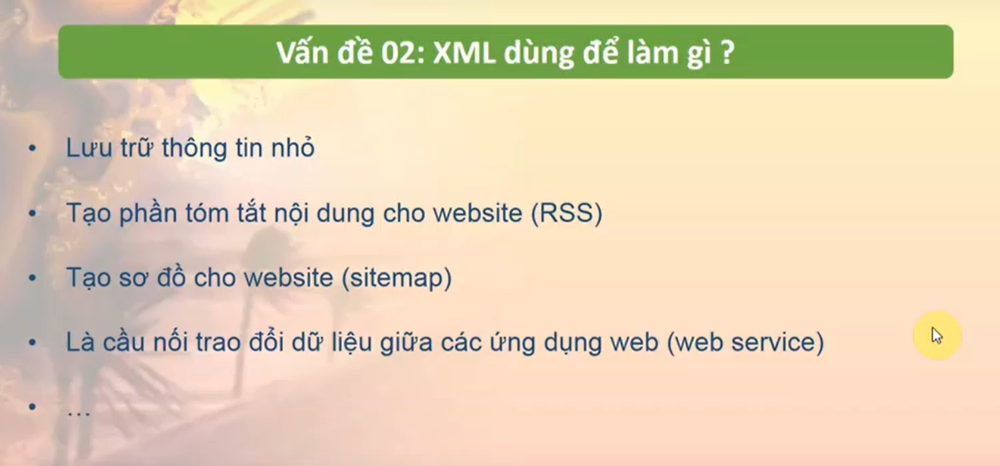 Vấn đề 02: XML dùng để làm gì ?
• Lưu trữ thông tin nhỏ
• Tạo phần tóm tắt nội dung cho website (RSS)
• Tạo sơ đồ cho website (sitemap)
• Là cầu nối trao đổi dữ liệu giữa các ứng dụng web (web service)
• ...